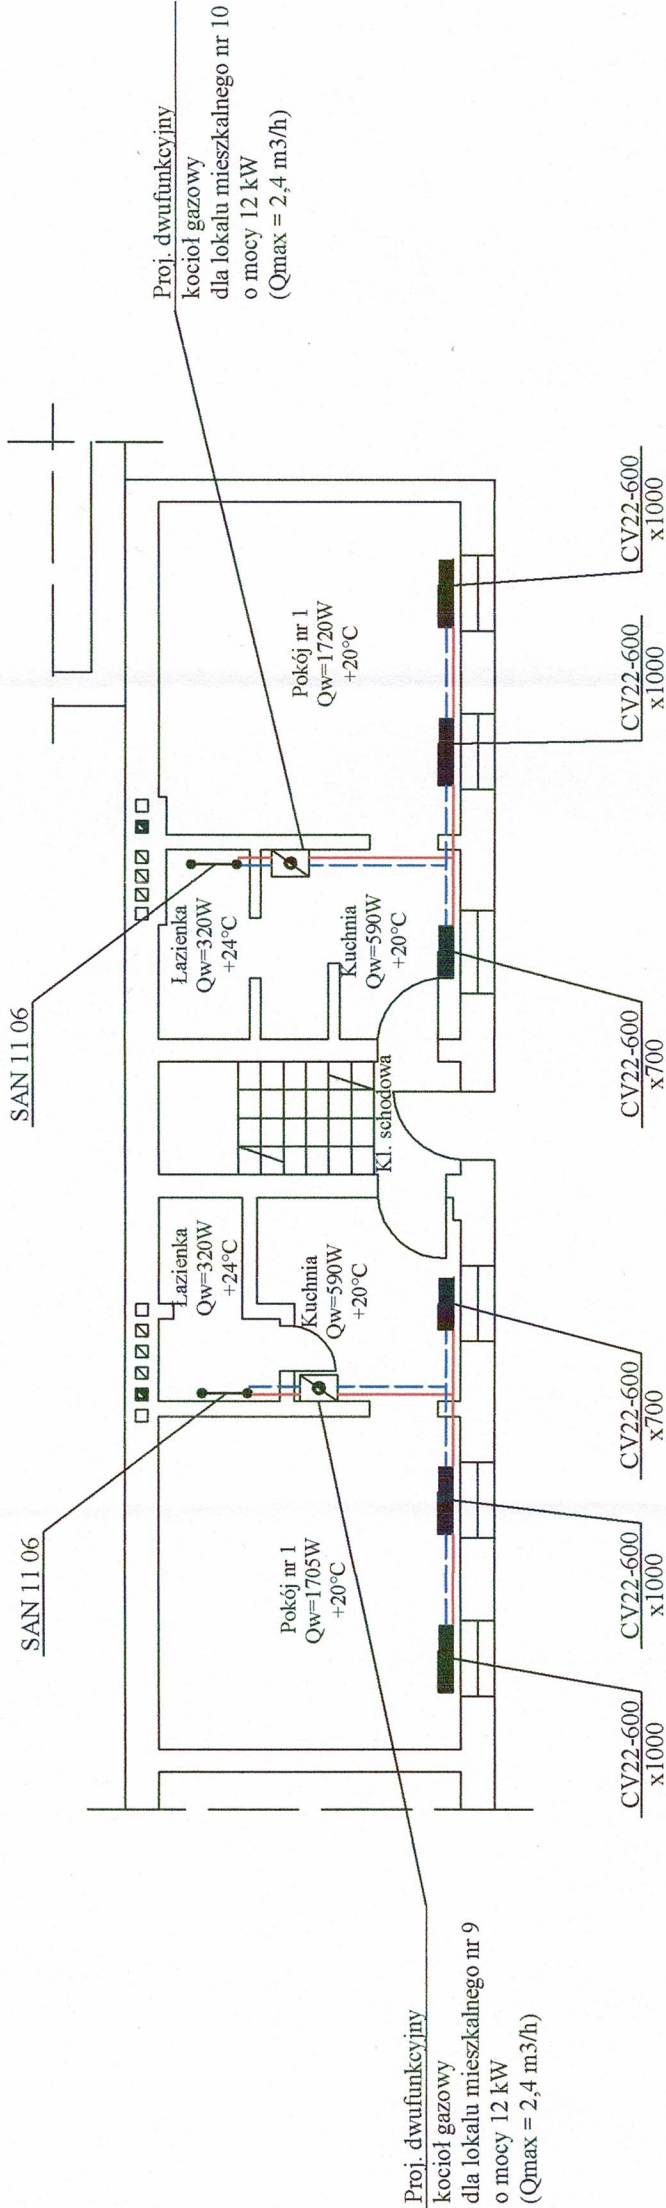 SAN 11 06
SAN 11 06
Proj. dwufunkcyjny
kocioł gazowy
dla lokalu mieszkalnego nr 10
o mocy 12 kW
(Qmax = 2,4 m3/h)
Łazienka
Qw=320W
+24°C
Łazienka
Qw=320W
+24°C
Pokój nr 1
Qw=1705W
+20°C
Kuchnia
Qw=590W
+20°C
Kl. schodowa
Kuchnia
Qw=590W
+20°C
Pokój nr 1
Qw=1720W
+20°C
Proj. dwufunkcyjny
kocioł gazowy
dla lokalu mieszkalnego nr 9
o mocy 12 kW
(Qmax = 2,4 m3/h)
CV22-600
x1000
CV22-600
x1000
CV22-600
x700
CV22-600
x700
CV22-600
x1000
CV22-600
x1000